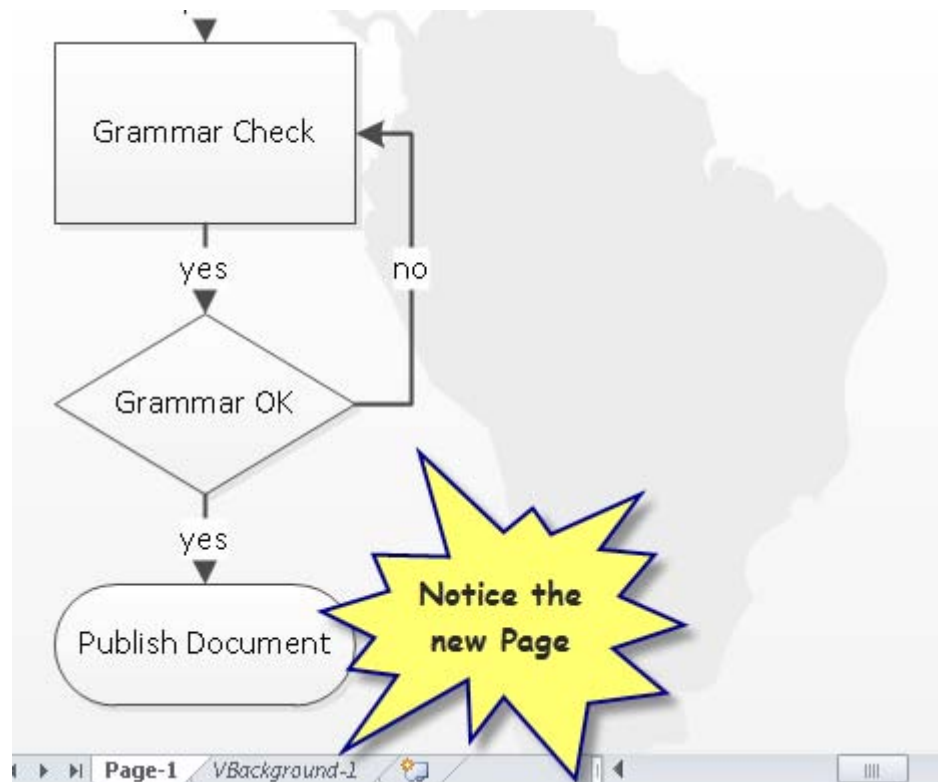 Grammar Check
yes
no
Grammar OK
yes
Publish Document
Notice the
new Page
Page-1
VBackground-1